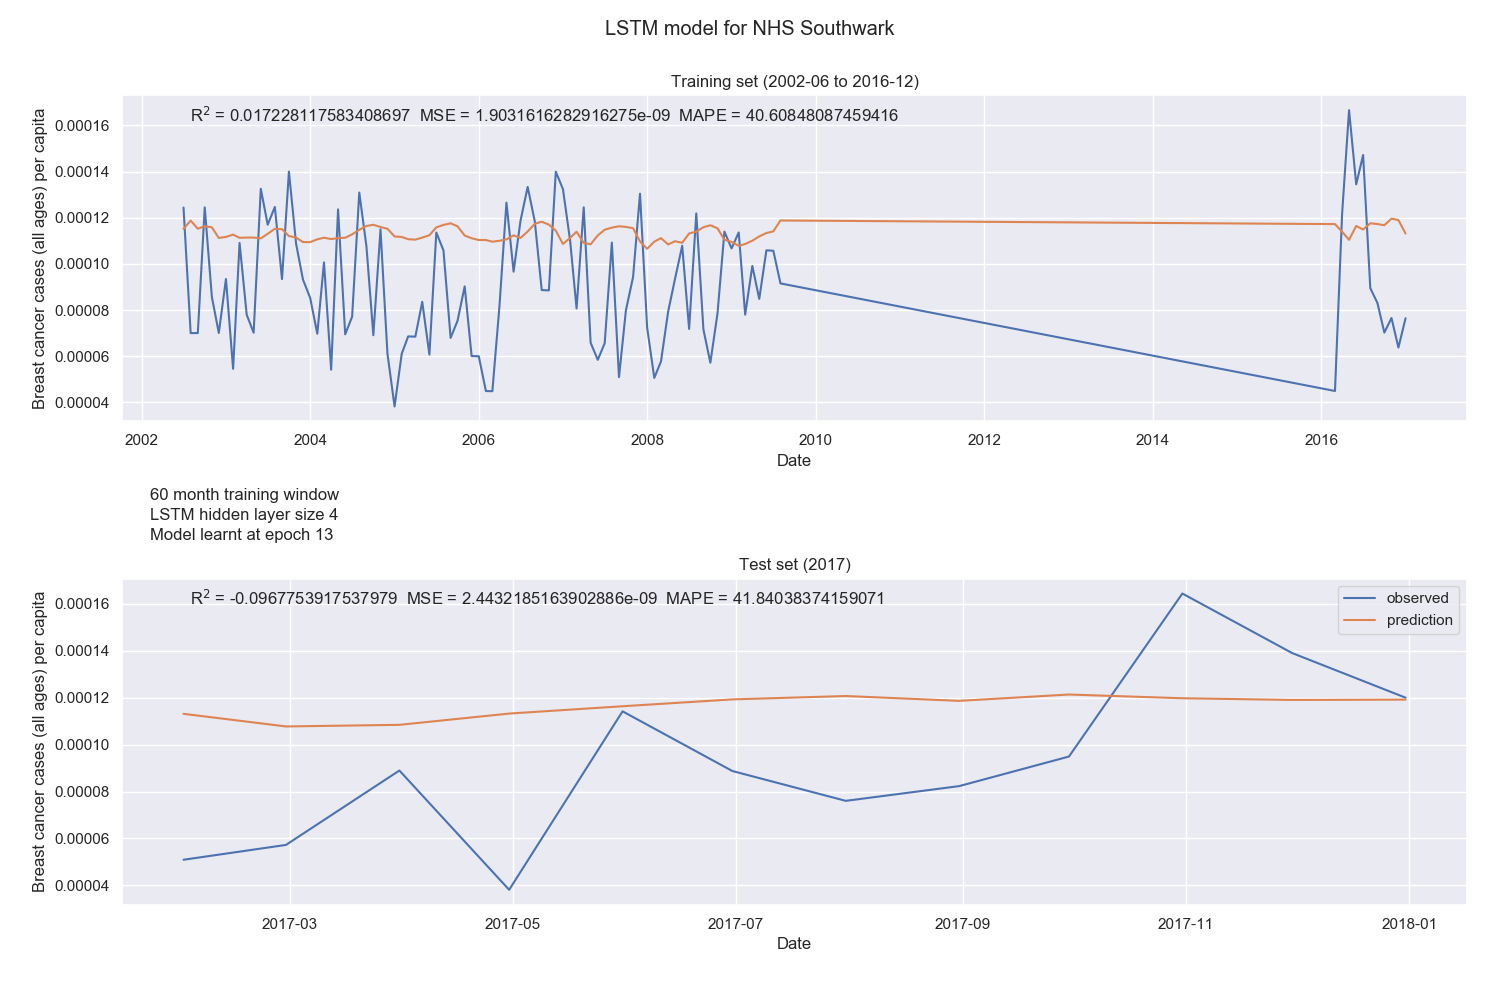 LSTM model for NHS Southwark
Training set (2002-06 to 2016-12)
R² = 0.017228117583408697 MSE = 1.9031616282916275e-09 MAPE = 40.60848087459416
Breast cancer cases (all ages) per capita
0.00016
0.00014
0.00012
0.00010
0.00008
0.00006
0.00004
2002 2004 2006 2008 2010 2012 2014 2016
Date
60 month training window
LSTM hidden layer size 4
Model learnt at epoch 13
Test set (2017)
R² = -0.0967753917537979 MSE = 2.4432185163902886e-09 MAPE = 41.84038374159071
observed
prediction
Breast cancer cases (all ages) per capita
0.00016
0.00014
0.00012
0.00010
0.00008
0.00006
0.00004
2017-03 2017-05 2017-07 2017-09 2017-11 2018-01
Date